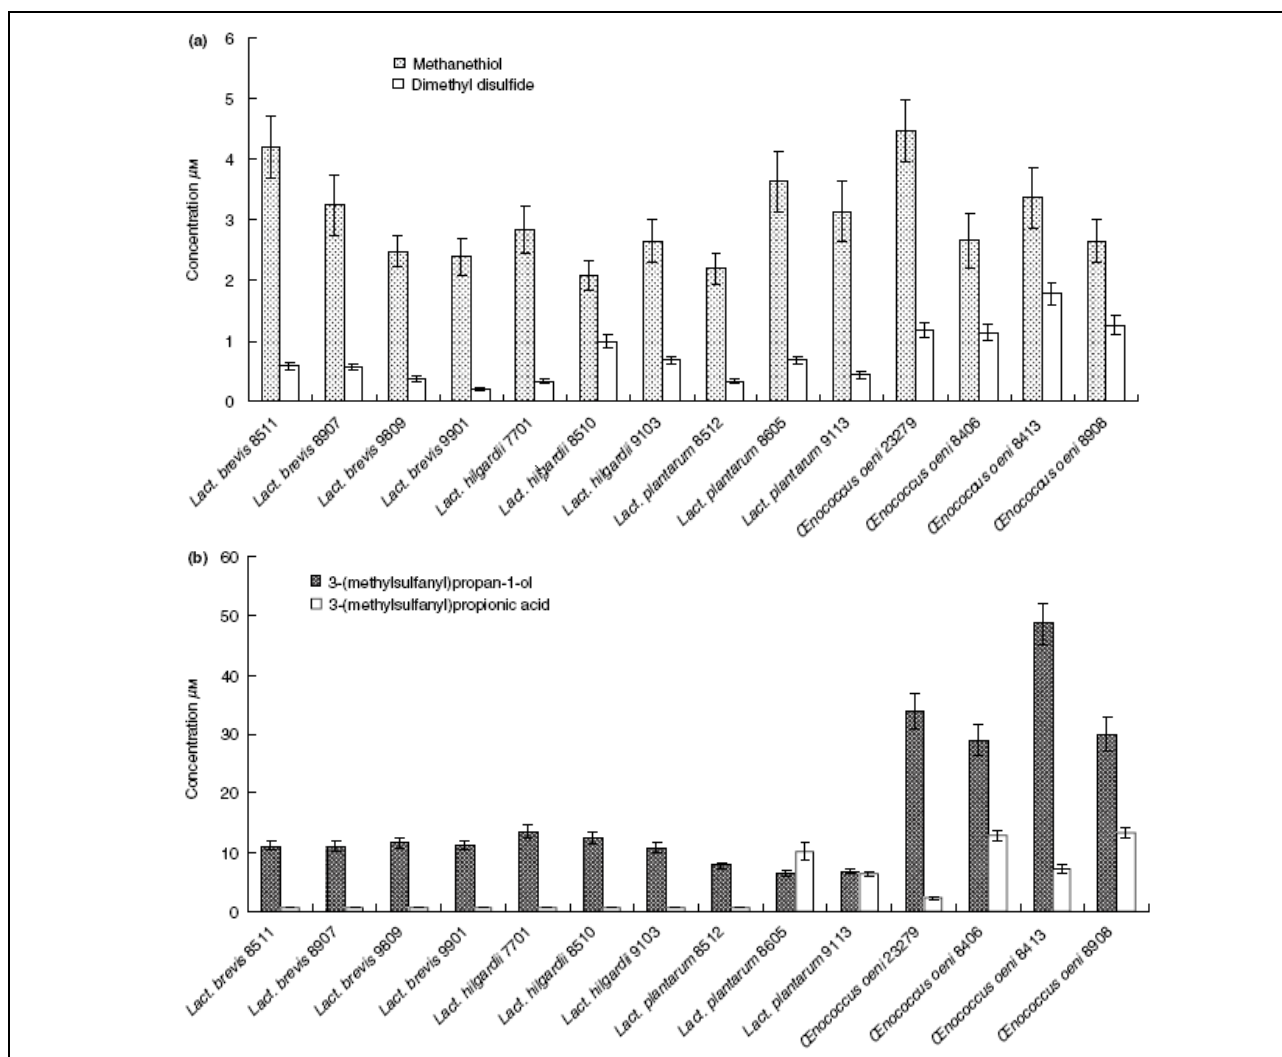 (a)
6
5
4
3
2
1
0
Concentration µM
Methanethiol
Dimethyl disulfide
Lact. brevis 8511
Lact. brevis 8907
Lact. brevis 9809
Lact. brevis 9901
Lact. hilgardii 7701
Lact. hilgardii 8510
Lact. hilgardii 9103
Lact. plantarum 8512
Lact. plantarum 8605
Lact. plantarum 9113
Œnococcus oeni 23279
Œnococcus oeni 8406
Œnococcus oeni 8413
Œnococcus oeni 8908
(b)
60
50
40
30
20
10
0
Concentration µM
3-(methylsulfanyl)propan-1-ol
3-(methylsulfanyl)propionic acid
Lact. brevis 8511
Lact. brevis 8907
Lact. brevis 9809
Lact. brevis 9901
Lact. hilgardii 7701
Lact. hilgardii 8510
Lact. hilgardii 9103
Lact. plantarum 8512
Lact. plantarum 8605
Lact. plantarum 9113
Œnococcus oeni 23279
Œnococcus oeni 8406
Œnococcus oeni 8413
Œnococcus oeni 8908